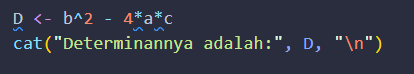 D <- b^2 - 4*a*c
cat("Determinannya adalah:", D, "\n")